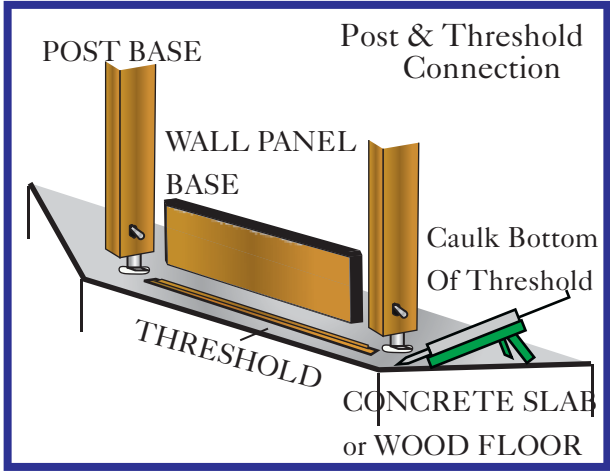 Post & Threshold
Connection
POST BASE
WALL PANEL
BASE
Caulk Bottom
Of Threshold
THRESHOLD
CONCRETE SLAB
or WOOD FLOOR